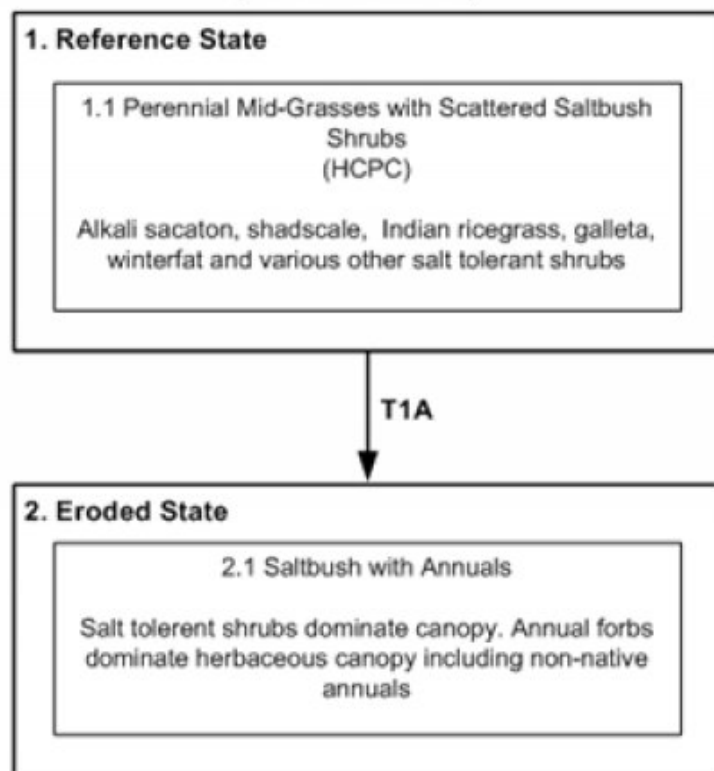 1. Reference State
1.1 Perennial Mid-Grasses with Scattered Saltbush
Shrubs
(HCPC)
Alkali sacaton, shadscale, Indian ricegrass, galleta,
winterfat and various other salt tolerant shrubs
T1A
2. Eroded State
2.1 Saltbush with Annuals
Salt tolerent shrubs dominate canopy. Annual forbs
dominate herbaceous canopy including non-native
annuals